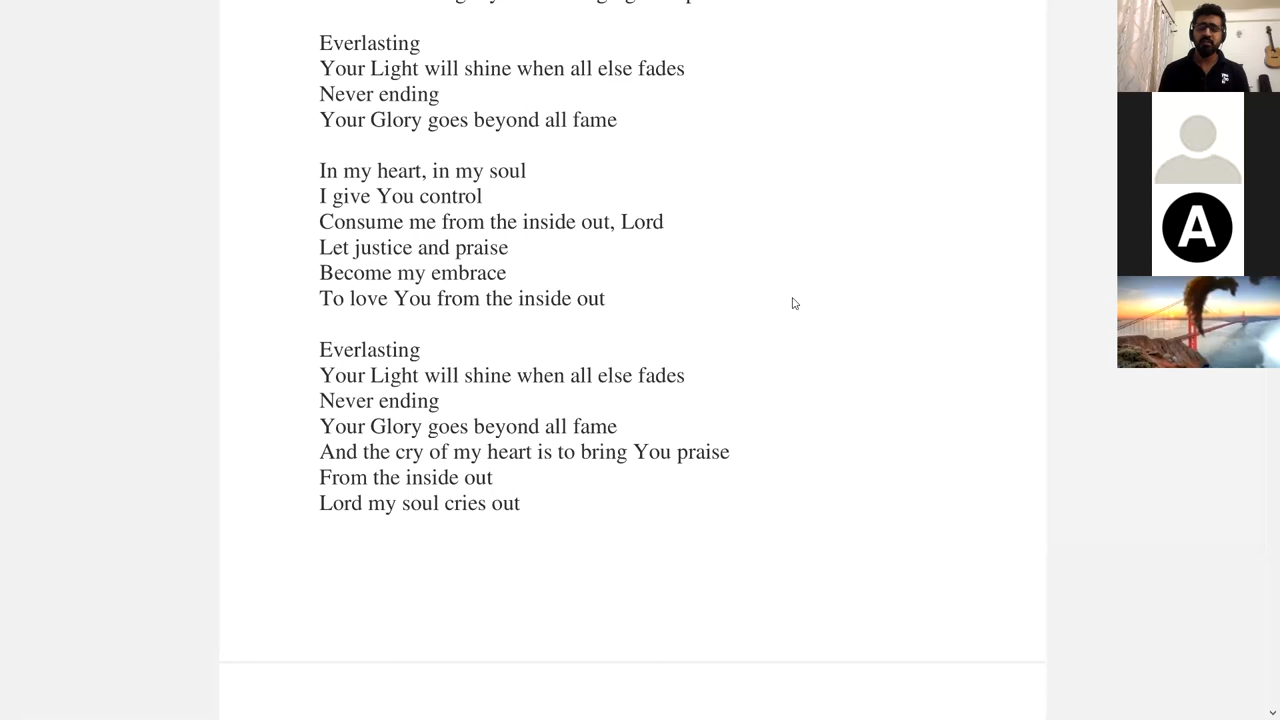 Everlasting
Your Light will shine when all else fades
Never ending
Your Glory goes beyond all fame
In my heart, in my soul
I give You control
Consume me from the inside out, Lord
Let justice and praise
Become my embrace
To love You from the inside out
Everlasting
Your Light will shine when all else fades
Never ending
Your Glory goes beyond all fame
And the cry of my heart is to bring You praise
From the inside out
Lord my soul cries out
A